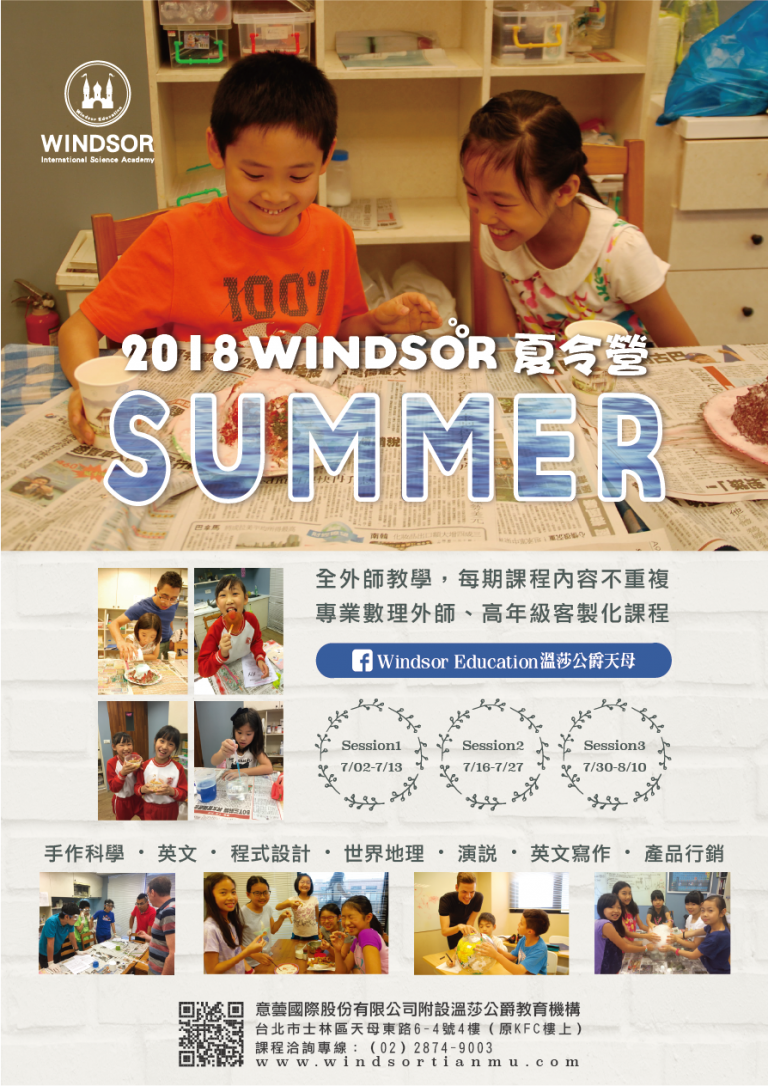 Windsor Education
WINDSOR
International Science Academy
100%
2018 WINDSOR 夏令營
SUMMER
全外師教學，每期課程內容不重複
專業數理外師、高年級客製化課程
Windsor Education溫莎公爵天母
Session1
7/02-7/13
Session2
7/16-7/27
Session3
7/30-8/10
手作科學・英文・程式設計・世界地理・演說・英文寫作・產品行銷
意蕓國際股份有限公司附設溫莎公爵教育機構
台北市士林區天母東路6-4號4樓（原KFC樓上）
課程洽詢專線：（02）2874-9003
www.windsortianmu.com